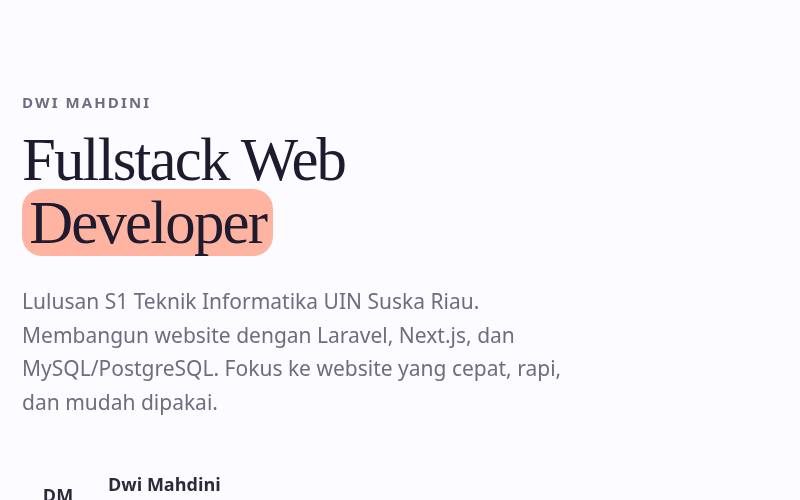 DWI MAHDINI
Fullstack Web
Developer
Lulusan S1 Teknik Informatika UIN Suska Riau.
Membangun website dengan Laravel, Next.js, dan
MySQL/PostgreSQL. Fokus ke website yang cepat, rapi,
dan mudah dipakai.
Dwi Mahdini
DM